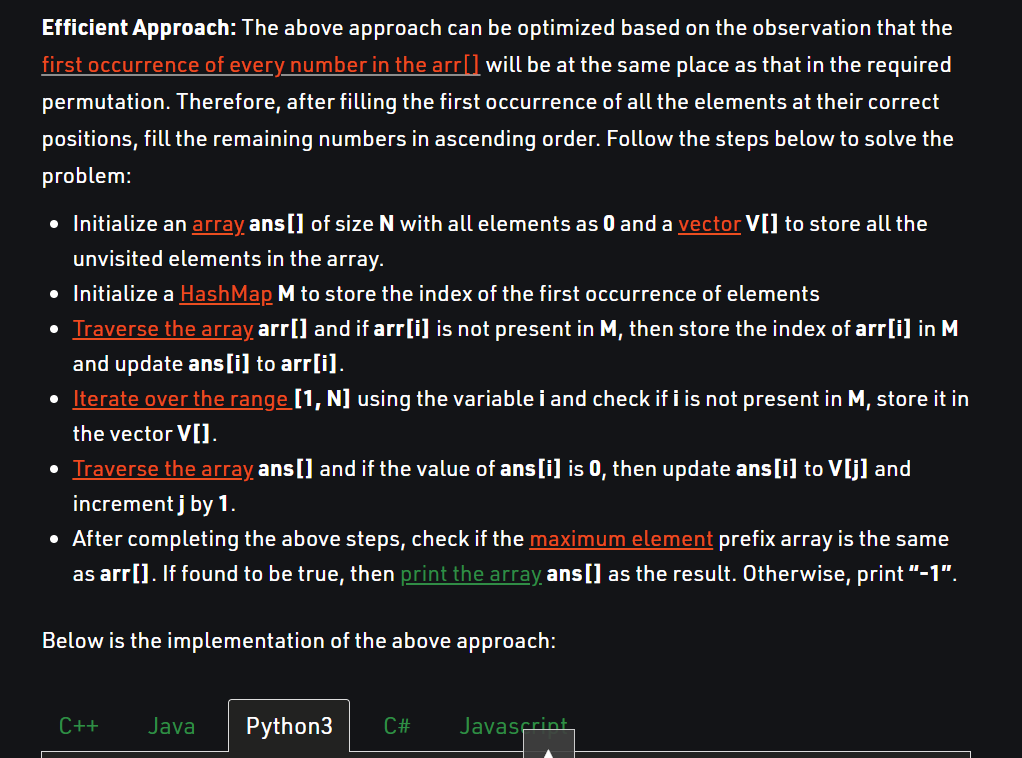 Efficient Approach: The above approach can be optimized based on the observation that the
first occurrence of every number in the arr[] will be at the same place as that in the required
permutation. Therefore, after filling the first occurrence of all the elements at their correct
positions, fill the remaining numbers in ascending order. Follow the steps below to solve the
problem:
• Initialize an array ans[] of size N with all elements as 0 and a vector V[] to store all the
unvisited elements in the array.
• Initialize a HashMap M to store the index of the first occurrence of elements
• Traverse the array arr[] and if arr[i] is not present in M, then store the index of arr[i] in M
and update ans[i] to arr[i].
• Iterate over the range [1, N] using the variable i and check if i is not present in M, store it in
the vector V[].
• Traverse the array ans[] and if the value of ans[i] is 0, then update ans[i] to V[j] and
increment j by 1.
• After completing the above steps, check if the maximum element prefix array is the same
as arr[]. If found to be true, then print the array ans[] as the result. Otherwise, print “-1”.
Below is the implementation of the above approach:
C++ Java Python3 C# Javascript